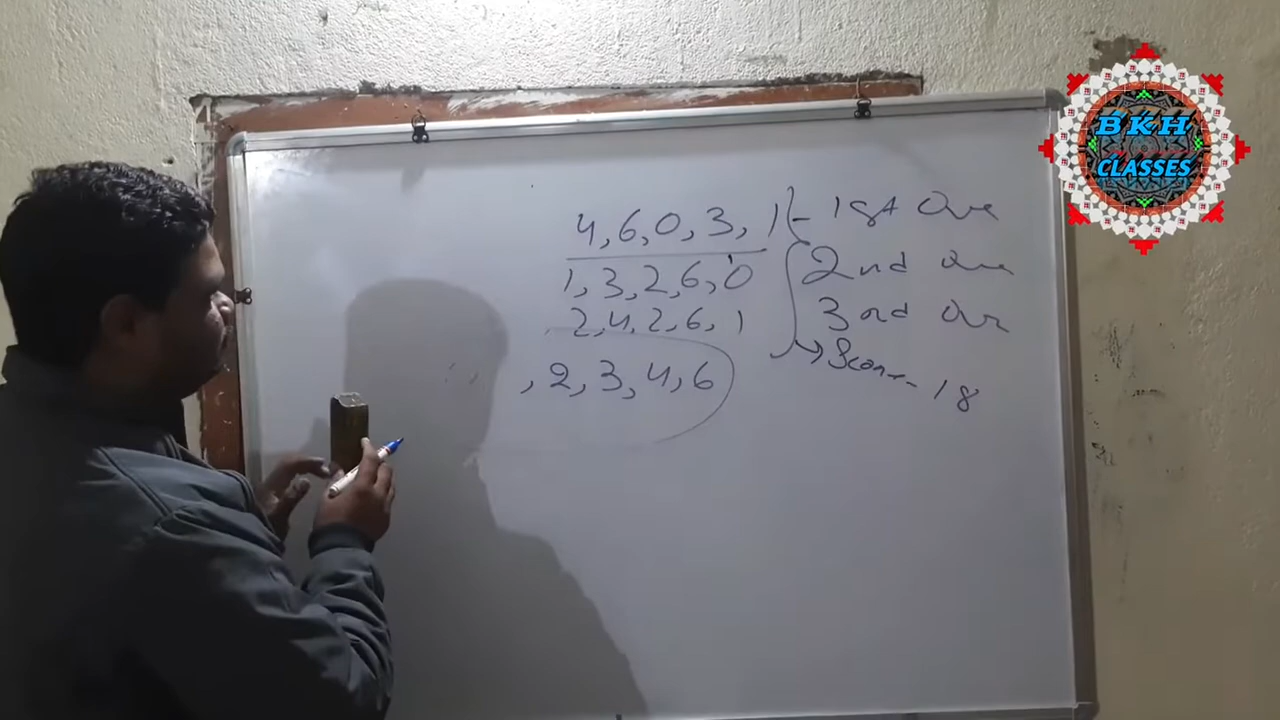 4, 6, 0, 3, 1 - 1st Ove
1, 3, 2, 6, 0 2nd Ove
2, 4, 2, 6, 1 3rd Ove
→ Score - 18
, 2, 3, 4, 6
BKH
CLASSES